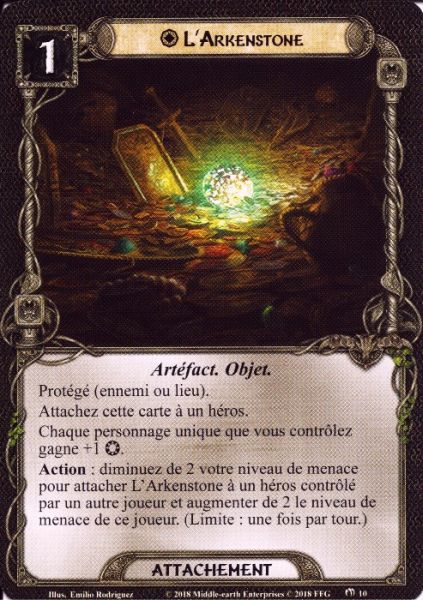 1
L'ARKENSTONE
Artéfact. Objet.
Protégé (ennemi ou lieu).
Attachez cette carte à un héros.
Chaque personnage unique que vous contrôlez
gagne +1 .
Action : diminuez de 2 votre niveau de menace
pour attacher L'Arkenstone à un héros contrôlé
par un autre joueur et augmenter de 2 le niveau de
menace de ce joueur. (Limite : une fois par tour.)
ATTACHEMENT
Illus. Emilio Rodriguez © 2018 Middle-earth Enterprises © 2018 FFG 10